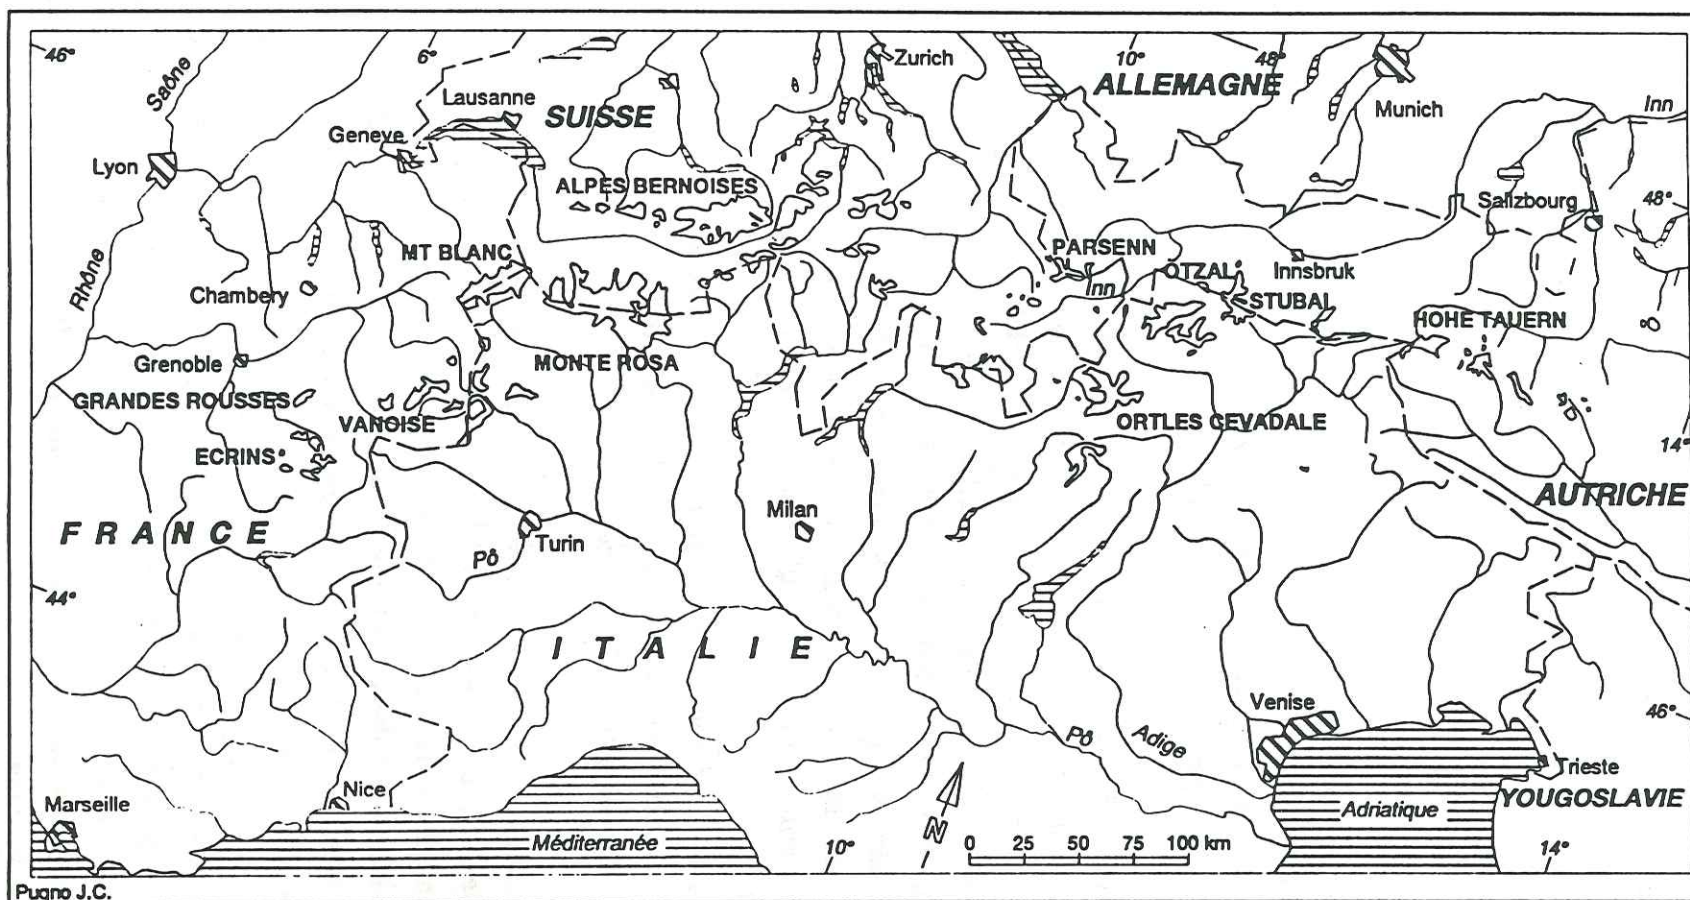 46°
6°
Zurich
10°
48°
Saône
ALLEMAGNE
Lausanne
SUISSE
Munich
Inn
Geneve
Lyon
ALPES BERNOISES
48°
Salizbourg
MT BLANC
PARSENN
Rhône
OTZAL
Innsbruk
Chambery
Inn
STUBAL
HOHE TAUERN
Grenoble
MONTE ROSA
GRANDES ROUSSES
VANOISE
ORTLES CEVADALE
14°
ECRINS
AUTRICHE
Milan
FRANCE
Turin
Pô
44°
ITALIE
Venise
46°
Pô
Adige
Trieste
Nice
YOUGOSLAVIE
Marseille
Adriatique
N
Méditerranée
10°
0 25 50 75 100 km
14°
Pugno J.C.